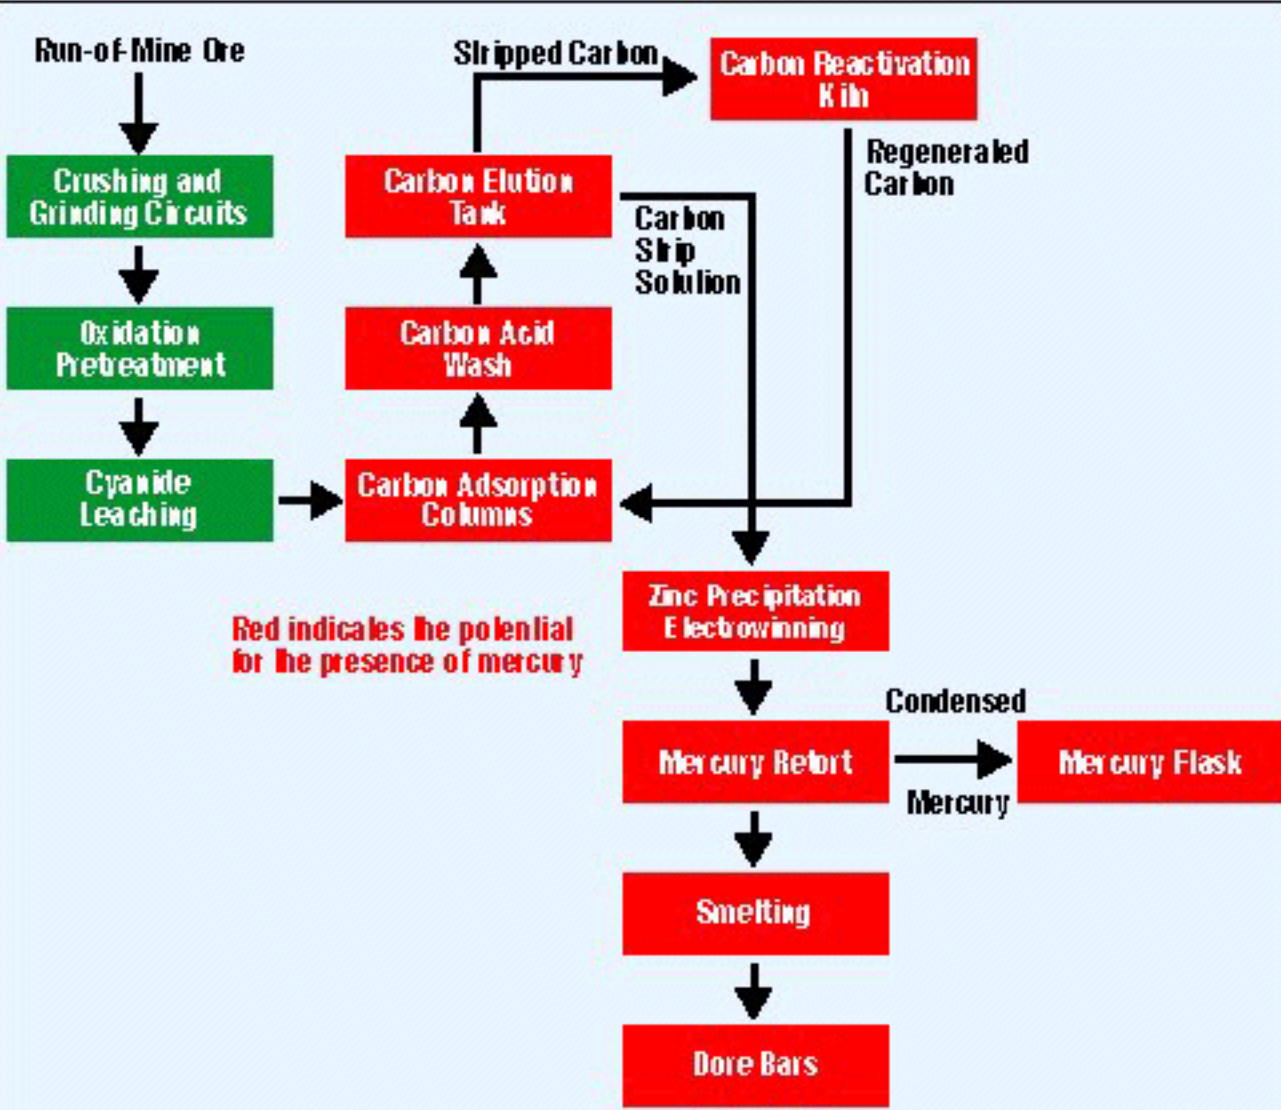 Run-of-Mine Ore
Crushing and
Grinding Circuits
Oxidation
Pretreatment
Cyanide
Leaching
Stripped Carbon
Carbon Elution
Tank
Carbon Acid
Wash
Carbon Adsorption
Columns
Carbon Reactivation
Kiln
Regenerated
Carbon
Carbon
Strip
Solution
Red indicates the potential
for the presence of mercury
Zinc Precipitation
Electrowinning
Mercury Retort
Condensed
Mercury
Mercury Flask
Smelting
Dore Bars